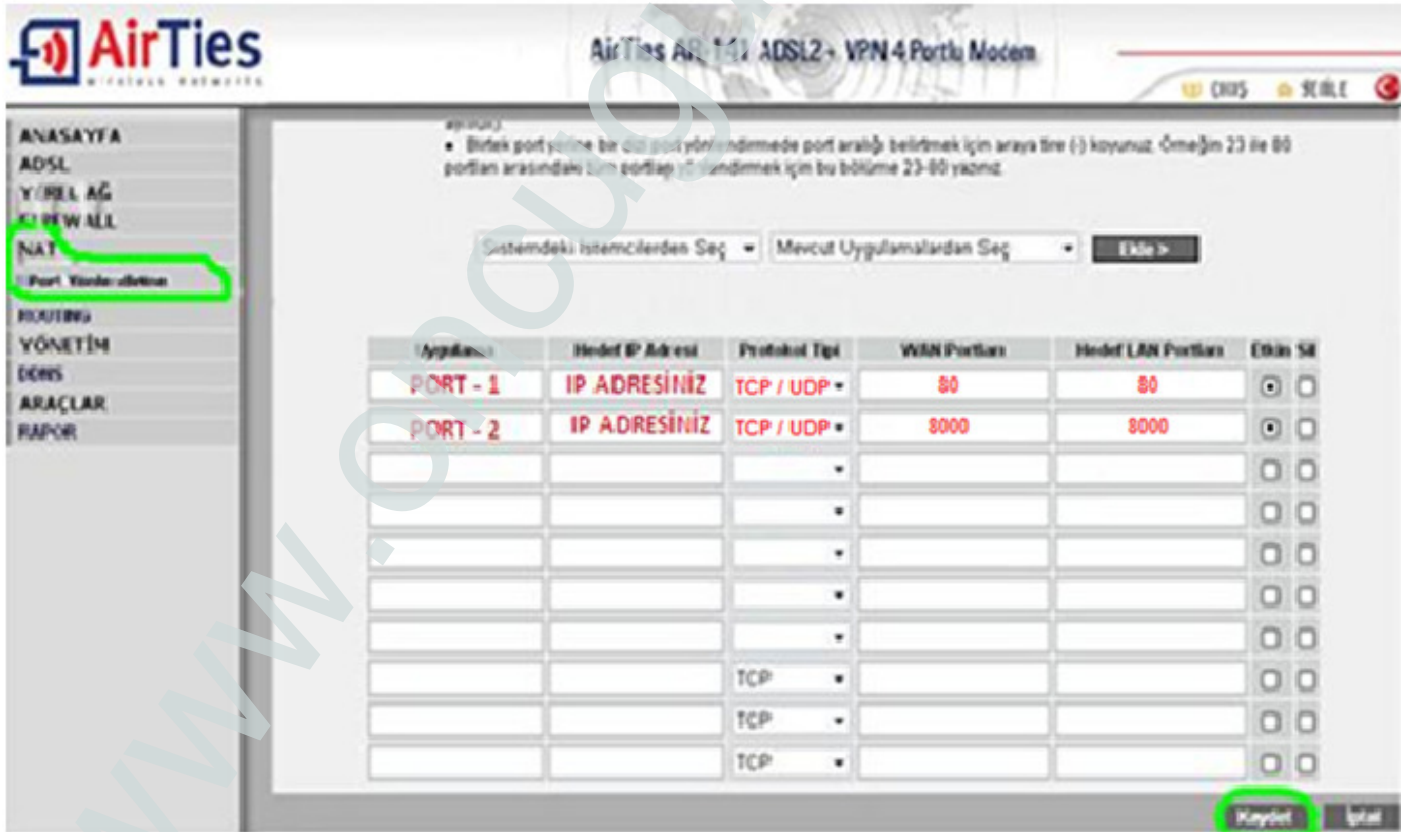 AirTies
wireless networks
AirTies AR-141 ADSL2+ VPN 4 Portlu Modem
ÇIKIŞ
ANASAYFA
ADSL
YEREL AĞ
FIREWALL
NAT
Port Yönlendirme
ROUTING
YÖNETİM
DDNS
ARAÇLAR
RAPOR
• Birtek port yerine bir dizi port yönlendirmede port aralığı belirtmek için araya tire (-) koyunuz. Örneğin 23 ile 80
portları arasındaki tüm portları yönlendirmek için bu bölüme 23-80 yazınız.
Sistemdeki İstemcilerden Seç Mevcut Uygulamalardan Seç Ekle >
Uygulama Hedef IP Adresi Protokol Tipi WAN Portları Hedef LAN Portları Etkin Sil
PORT - 1 IP ADRESİNİZ TCP / UDP 80 80
PORT - 2 IP ADRESİNİZ TCP / UDP 8000 8000
TCP
TCP
TCP
Kaydet İptal